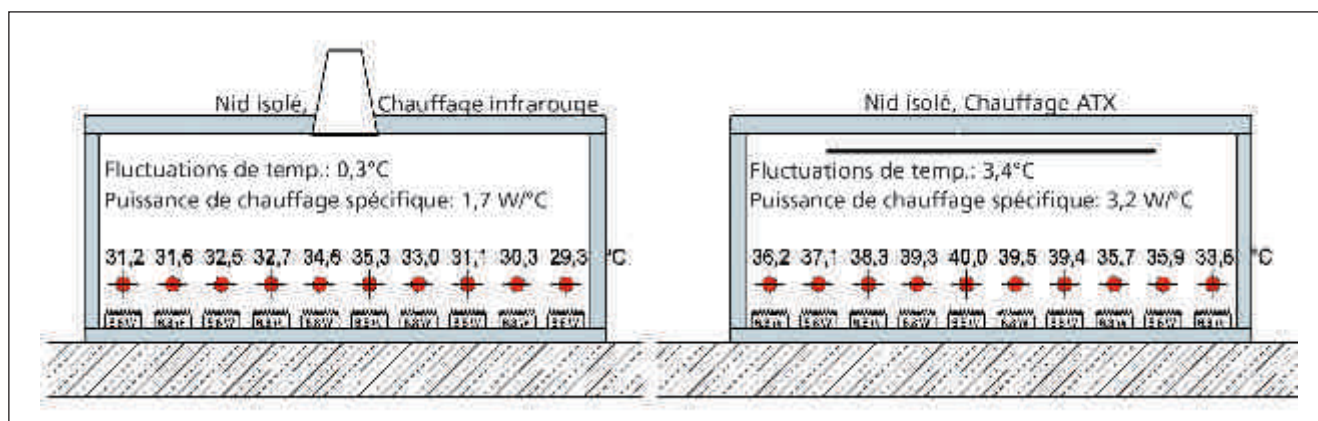 Nid isolé, Chauffage infrarouge
Fluctuations de temp.: 0,3°C
Puissance de chauffage spécifique: 1,7 W/°C
31,2 31,6 32,5 32,7 34,6 35,3 33,0 31,1 30,3 29,3 °C
Nid isolé, Chauffage ATX
Fluctuations de temp.: 3,4°C
Puissance de chauffage spécifique: 3,2 W/°C
36,2 37,1 38,3 39,3 40,0 39,5 39,4 35,7 35,9 33,6 °C